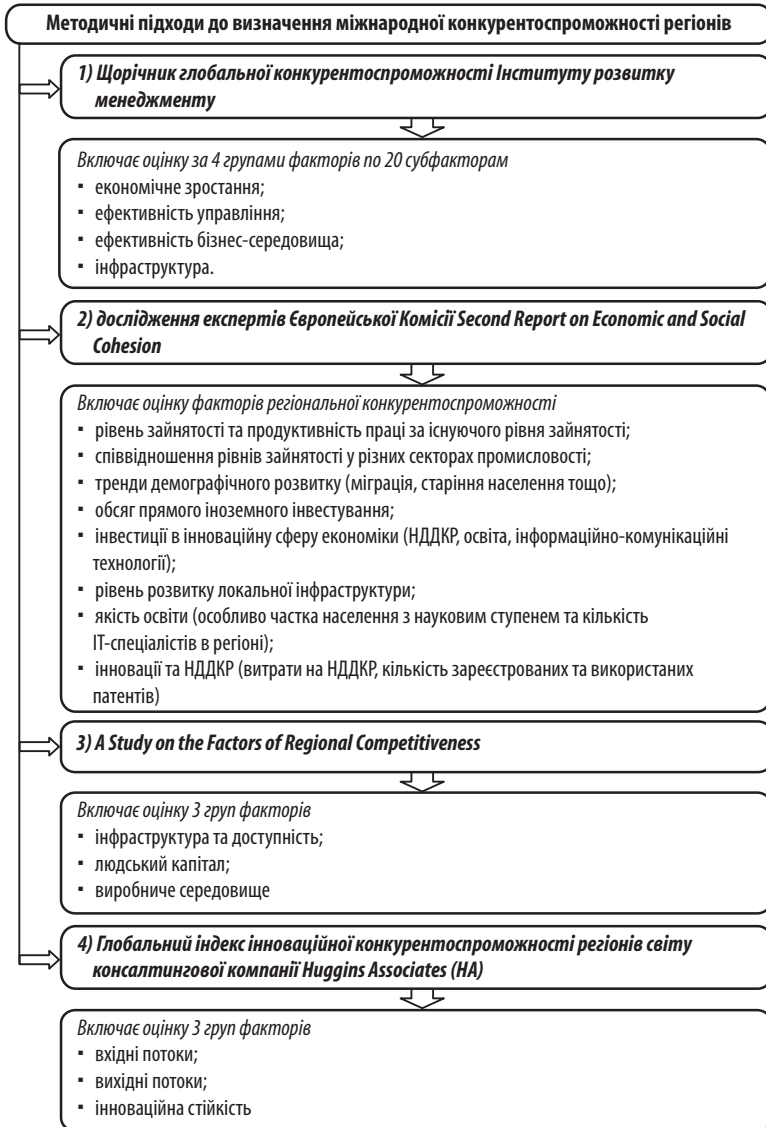 Методичні підходи до визначення міжнародної конкурентоспроможності регіонів
1) Щорічник глобальної конкурентоспроможності Інституту розвитку
менеджменту
Включає оцінку за 4 групами факторів по 20 субфакторам
▪ економічне зростання;
▪ ефективність управління;
▪ ефективність бізнес-середовища;
▪ інфраструктура.
2) дослідження експертів Європейської Комісії Second Report on Economic and Social
Cohesion
Включає оцінку факторів регіональної конкурентоспроможності
▪ рівень зайнятості та продуктивність праці за існуючого рівня зайнятості;
▪ співвідношення рівнів зайнятості у різних секторах промисловості;
▪ тренди демографічного розвитку (міграція, старіння населення тощо);
▪ обсяг прямого іноземного інвестування;
▪ інвестиції в інноваційну сферу економіки (НДДКР, освіта, інформаційно-комунікаційні
технології);
▪ рівень розвитку локальної інфраструктури;
▪ якість освіти (особливо частка населення з науковим ступенем та кількість
ІТ-спеціалістів в регіоні);
▪ інновації та НДДКР (витрати на НДДКР, кількість зареєстрованих та використаних
патентів)
3) A Study on the Factors of Regional Competitiveness
Включає оцінку 3 груп факторів
▪ інфраструктура та доступність;
▪ людський капітал;
▪ виробниче середовище
4) Глобальний індекс інноваційної конкурентоспроможності регіонів світу
консалтингової компанії Huggins Associates (HA)
Включає оцінку 3 груп факторів
▪ вхідні потоки;
▪ вихідні потоки;
▪ інноваційна стійкість